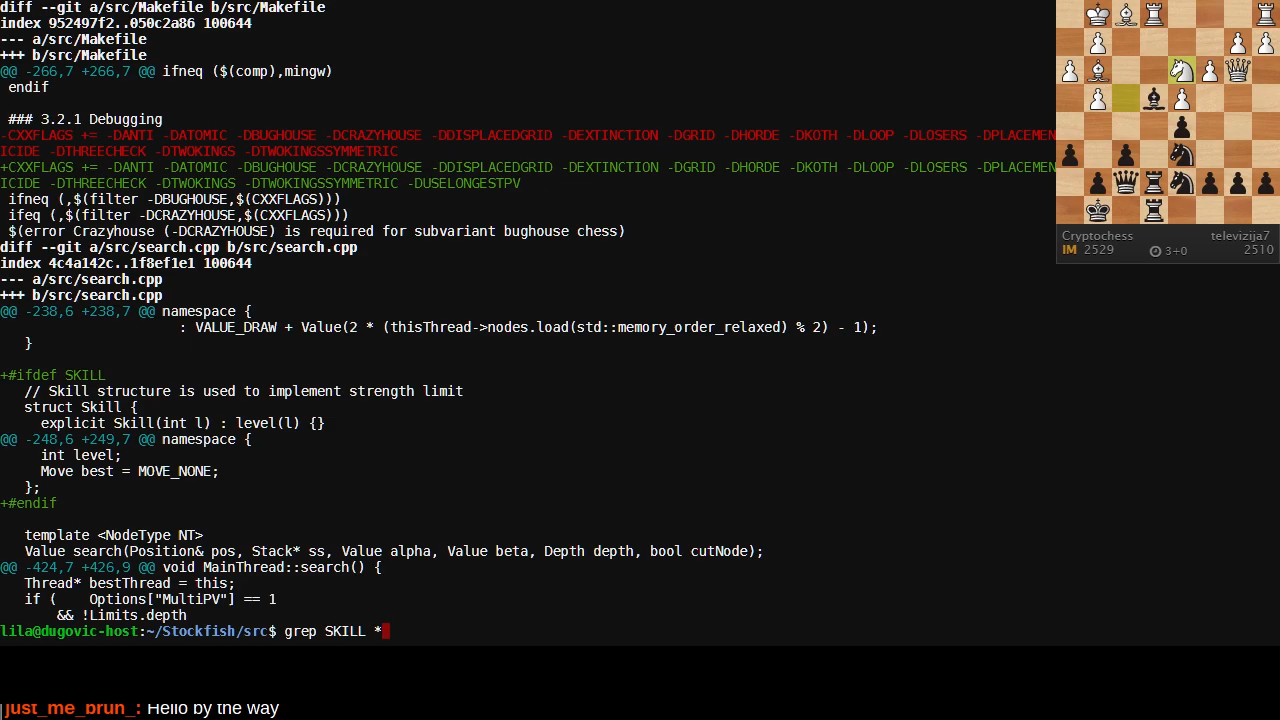 diff --git a/src/Makefile b/src/Makefile
index 952497f2..050c2a86 100644
--- a/src/Makefile
+++ b/src/Makefile
@@ -266,7 +266,7 @@ ifneq ($(comp),mingw)
 endif

 ### 3.2.1 Debugging
-CXXFLAGS += -DANTI -DATOMIC -DBUGHOUSE -DCRAZYHOUSE -DDISPLACEDGRID -DEXTINCTION -DGRID -DHORDE -DKOTH -DLOOP -DLOSERS -DPLACEMEN
ICIDE -DTHREECHECK -DTWOKINGS -DTWOKINGSSYMMETRIC
+CXXFLAGS += -DANTI -DATOMIC -DBUGHOUSE -DCRAZYHOUSE -DDISPLACEDGRID -DEXTINCTION -DGRID -DHORDE -DKOTH -DLOOP -DLOSERS -DPLACEMEN
ICIDE -DTHREECHECK -DTWOKINGS -DTWOKINGSSYMMETRIC -DUSELONGESTPV
 ifneq (,$(filter -DBUGHOUSE,$(CXXFLAGS)))
 ifeq (,$(filter -DCRAZYHOUSE,$(CXXFLAGS)))
 $(error Crazyhouse (-DCRAZYHOUSE) is required for subvariant bughouse chess)
diff --git a/src/search.cpp b/src/search.cpp
index 4c4a142c..1f8ef1e1 100644
--- a/src/search.cpp
+++ b/src/search.cpp
@@ -238,6 +238,7 @@ namespace {
                      : VALUE_DRAW + Value(2 * (thisThread->nodes.load(std::memory_order_relaxed) % 2) - 1);
   }

+#ifdef SKILL
   // Skill structure is used to implement strength limit
   struct Skill {
     explicit Skill(int l) : level(l) {}
@@ -248,6 +249,7 @@ namespace {
     int level;
     Move best = MOVE_NONE;
   };
+#endif

   template <NodeType NT>
   Value search(Position& pos, Stack* ss, Value alpha, Value beta, Depth depth, bool cutNode);
@@ -424,7 +426,9 @@ void MainThread::search() {
   Thread* bestThread = this;
   if (    Options["MultiPV"] == 1
       && !Limits.depth
lila@dugovic-host:~/Stockfish/src$ grep SKILL *
Cryptochess televizija7
IM 2529 3+0 2510
just_me_brun_: Hello by the way